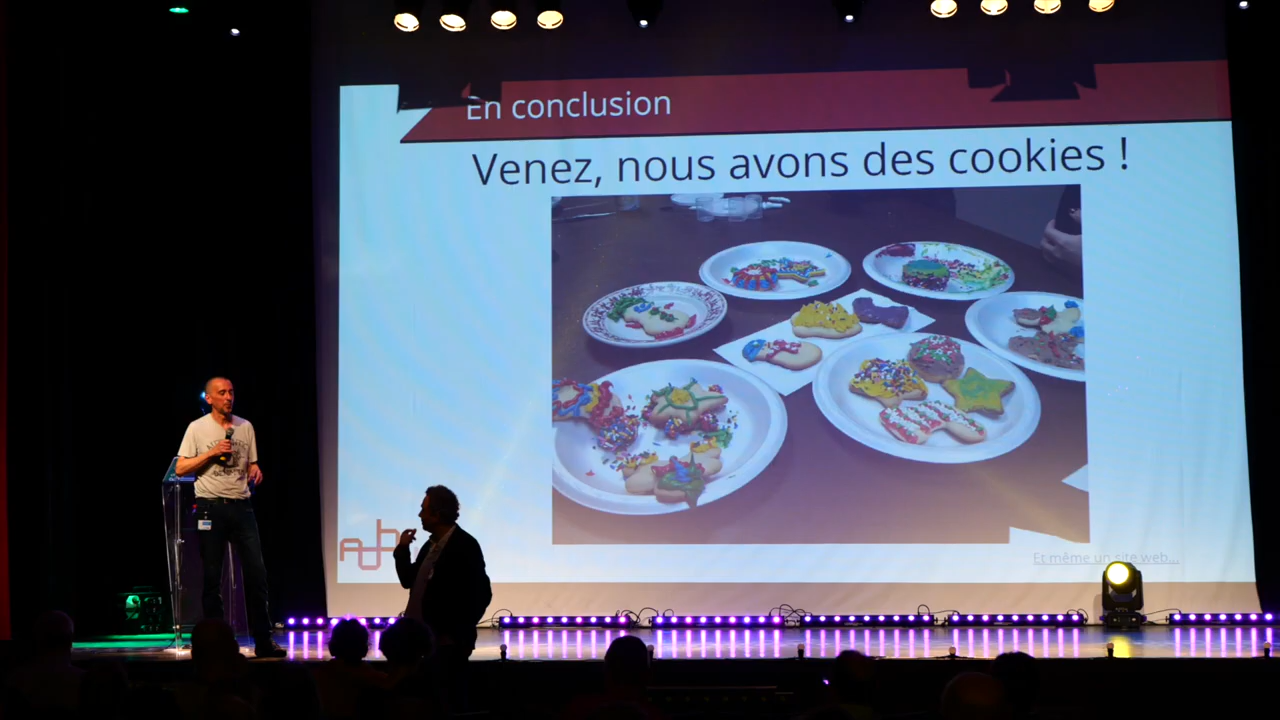 En conclusion
Venez, nous avons des cookies !
Et même un site web...